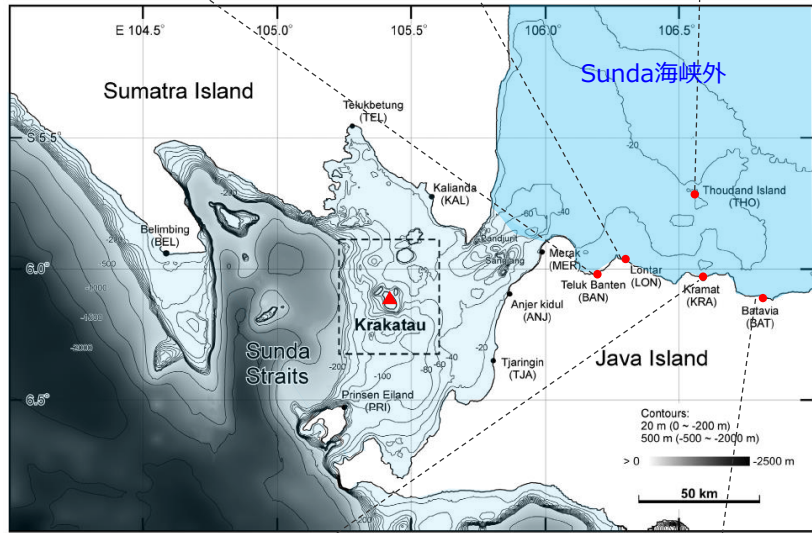 E 104.5
105.0
105.5
106.0
106.5
Sunda海峡外
Sumatra Island
Telukbetung
(TEL)
S 5.5
-20
Kalianda
(KAL)
Thoudand Island
(THO)
Belimbing
(BEL)
Merak
(MER)
Lontar
(LON)
6.0
Teluk Banten
(BAN)
Kramat
(KRA)
Anjer kidul
(ANJ)
Batavia
(BAT)
Krakatau
Sunda
Straits
Java Island
Tjaringin
(TJA)
-200
-100
Prinsen Eiland
(PRI)
6.5
Contours:
20 m (0 ~ -200 m)
500 m (-500 ~ -2000 m)
> 0
-2500 m
50 km